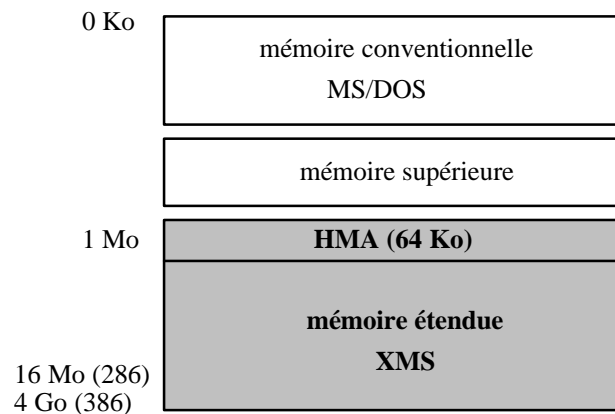 0 Ko
mémoire conventionnelle
MS/DOS
mémoire supérieure
1 Mo
HMA (64 Ko)
mémoire étendue
XMS
16 Mo (286)
4 Go (386)